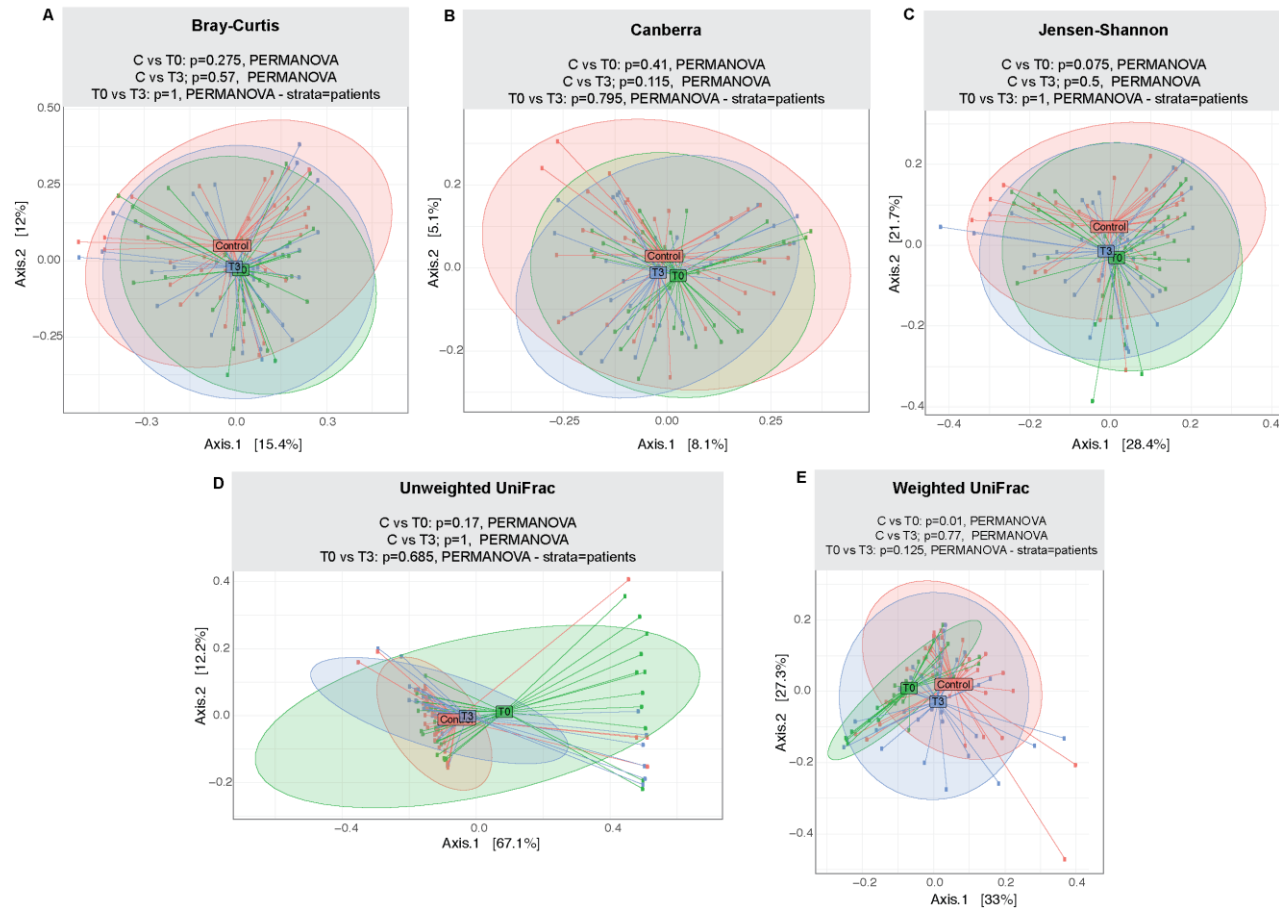 A
Bray-Curtis
C vs T0: p=0.275, PERMANOVA
C vs T3; p=0.57, PERMANOVA
T0 vs T3: p=1, PERMANOVA - strata=patients
0.50
0.25
0.00
−0.25
Axis.2 [12%]
Control
T3
−0.3
0.0
0.3
Axis.1 [15.4%]
B
Canberra
C vs T0: p=0.41, PERMANOVA
C vs T3; p=0.115, PERMANOVA
T0 vs T3: p=0.795, PERMANOVA - strata=patients
0.2
0.0
−0.2
Axis.2 [5.1%]
Control
T3
T0
−0.25
0.00
0.25
Axis.1 [8.1%]
C
Jensen-Shannon
C vs T0: p=0.075, PERMANOVA
C vs T3; p=0.5, PERMANOVA
T0 vs T3: p=1, PERMANOVA - strata=patients
0.2
0.0
−0.2
−0.4
Axis.2 [21.7%]
Control
T3
T0
−0.4
−0.2
0.0
0.2
0.4
Axis.1 [28.4%]
D
Unweighted UniFrac
C vs T0: p=0.17, PERMANOVA
C vs T3; p=1, PERMANOVA
T0 vs T3: p=0.685, PERMANOVA - strata=patients
0.4
0.2
0.0
−0.2
Axis.2 [12.2%]
T3
T0
−0.4
0.0
0.4
Axis.1 [67.1%]
E
Weighted UniFrac
C vs T0: p=0.01, PERMANOVA
C vs T3; p=0.77, PERMANOVA
T0 vs T3: p=0.125, PERMANOVA - strata=patients
0.2
0.0
−0.2
−0.4
Axis.2 [27.3%]
T0
Control
T3
−0.2
0.0
0.2
0.4
Axis.1 [33%]